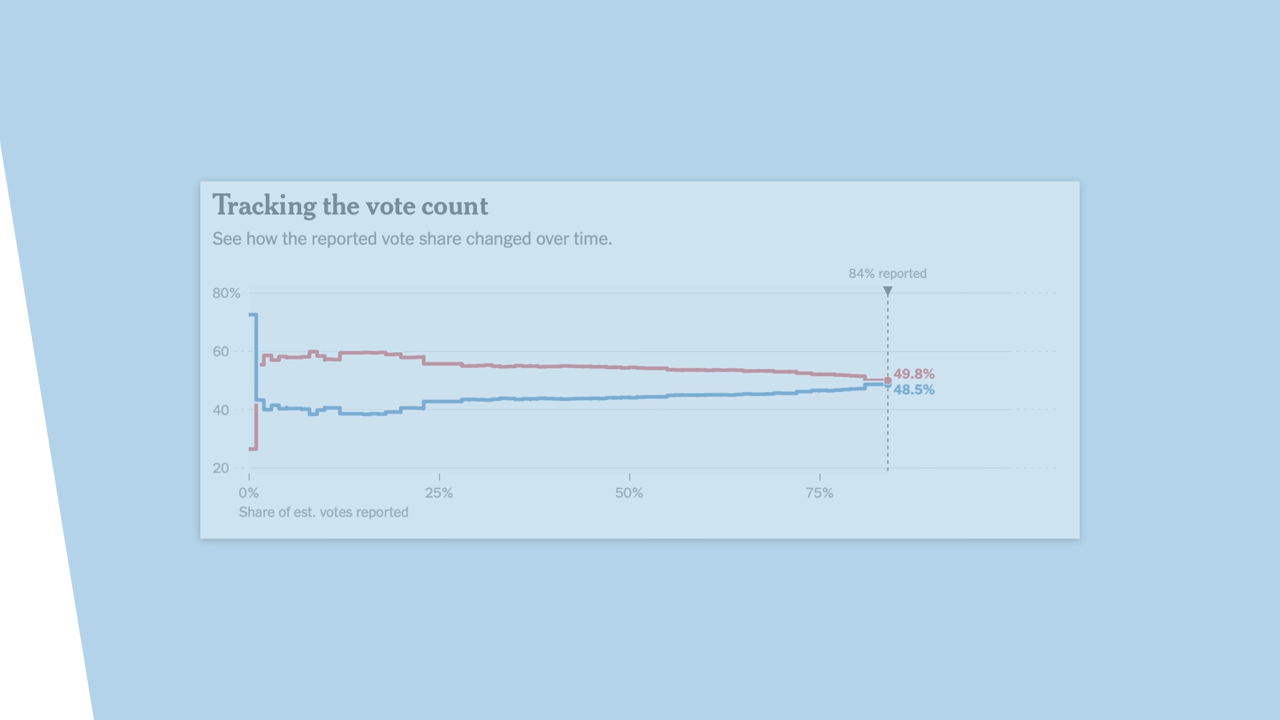 Tracking the vote count
See how the reported vote share changed over time.
84% reported
80%
60
49.8%
48.5%
40
20
0% 25% 50% 75%
Share of est. votes reported